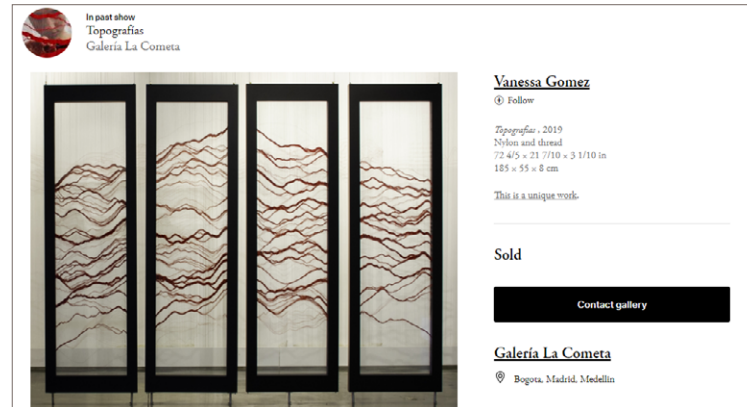 In past show
Topografías
Galería La Cometa
Vanessa Gomez
Follow
Topografías . 2019
Nylon and thread
72 4/5 × 21 7/10 × 3 1/10 in
185 × 55 × 8 cm
This is a unique work.
Sold
Contact gallery
Galería La Cometa
Bogota, Madrid, Medellin